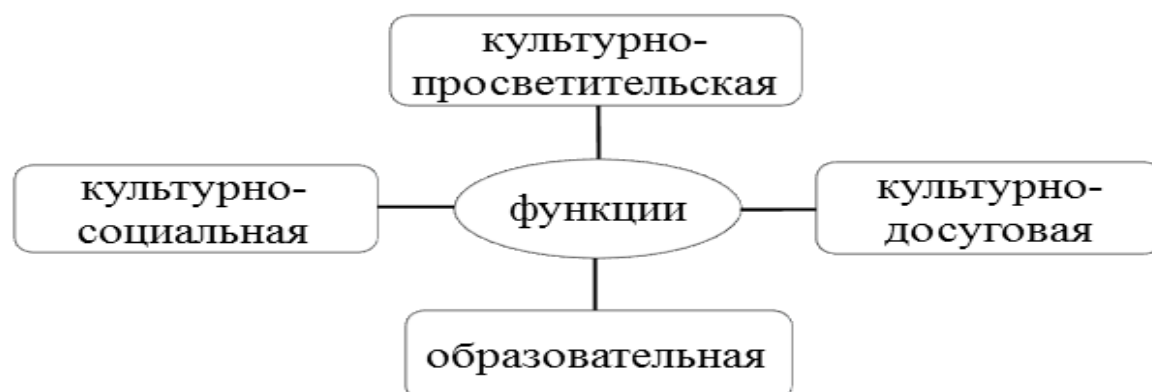 культурно-
просветительская
культурно-
социальная
функции
культурно-
досуговая
образовательная